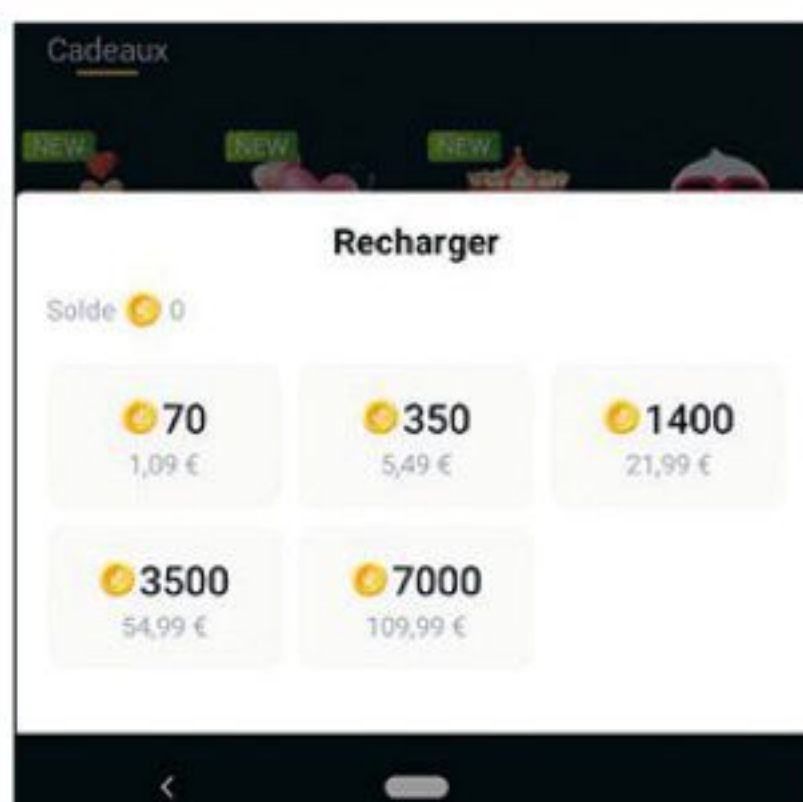 Cadeaux
NEW NEW NEW
Recharger
Solde 0
70 350 1400
1,09 € 5,49 € 21,99 €
3500 7000
54,99 € 109,99 €